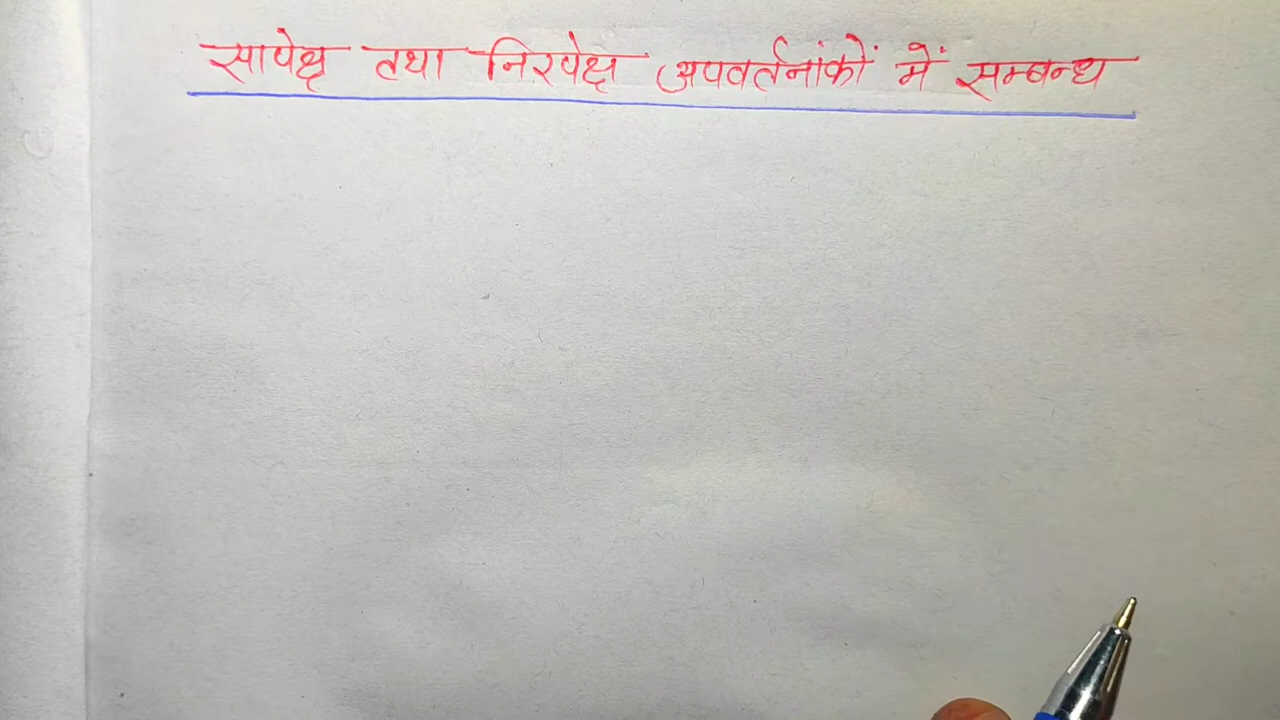 सापेक्ष तथा निरपेक्ष अपवर्तनांकों में सम्बन्ध